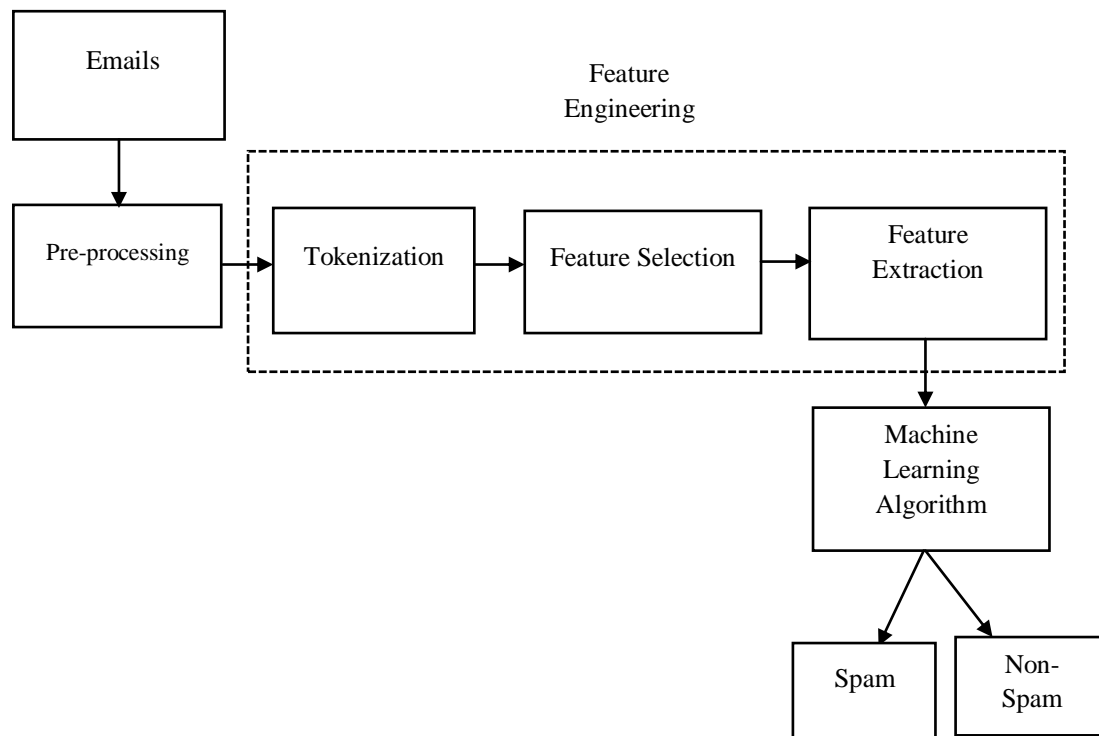 Emails
Feature
Engineering
Pre-processing
Tokenization
Feature Selection
Feature
Extraction
Machine
Learning
Algorithm
Spam
Non-
Spam